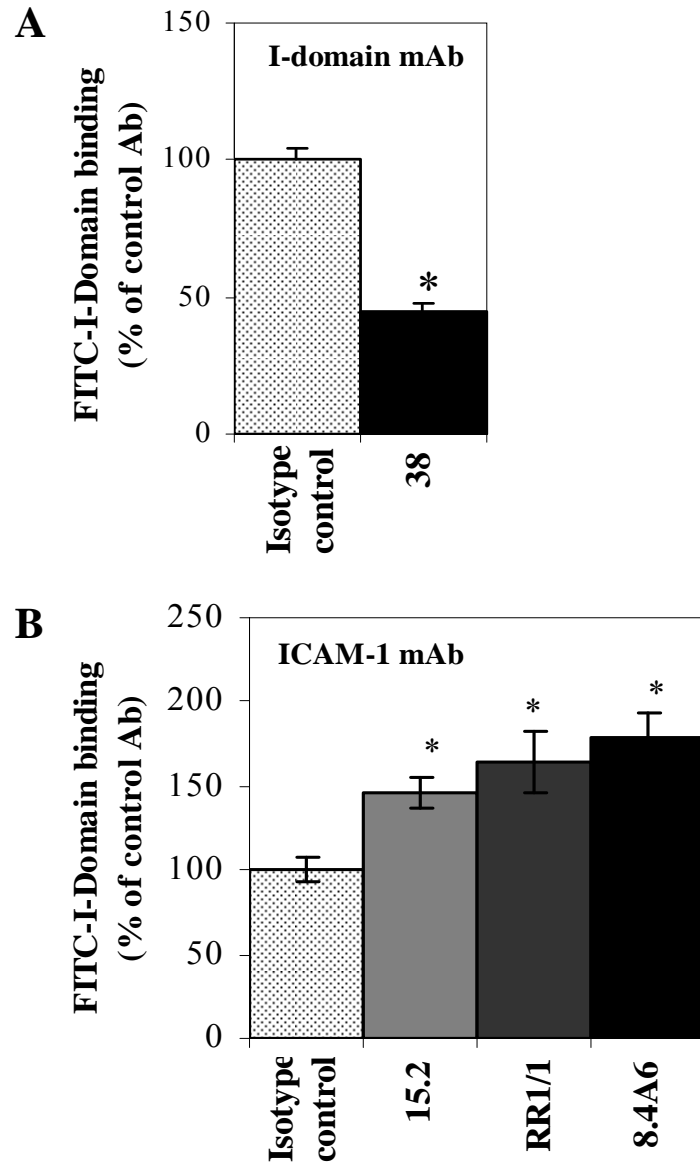 A
FITC-I-Domain binding
(% of control Ab)
150
100
50
0
I-domain mAb
*
Isotype
control
38
B
FITC-I-Domain binding
(% of control Ab)
250
200
150
100
50
0
ICAM-1 mAb
*
*
*
Isotype
control
15.2
RR1/1
8.4A6